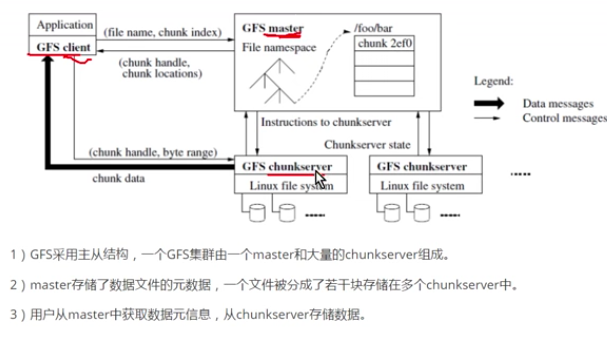 Application
GFS client
(file name, chunk index)
(chunk handle,
chunk locations)
GFS master
File namespace
/foo/bar
chunk 2ef0
Legend:
Data messages
Control messages
Instructions to chunkserver
Chunkserver state
(chunk handle, byte range)
chunk data
GFS chunkserver
Linux file system
GFS chunkserver
Linux file system
1）GFS采用主从结构，一个GFS集群由一个master和大量的chunkserver组成。
2）master存储了数据文件的元数据，一个文件被分成了若干块存储在多个chunkserver中。
3）用户从master中获取数据元信息，从chunkserver存储数据。